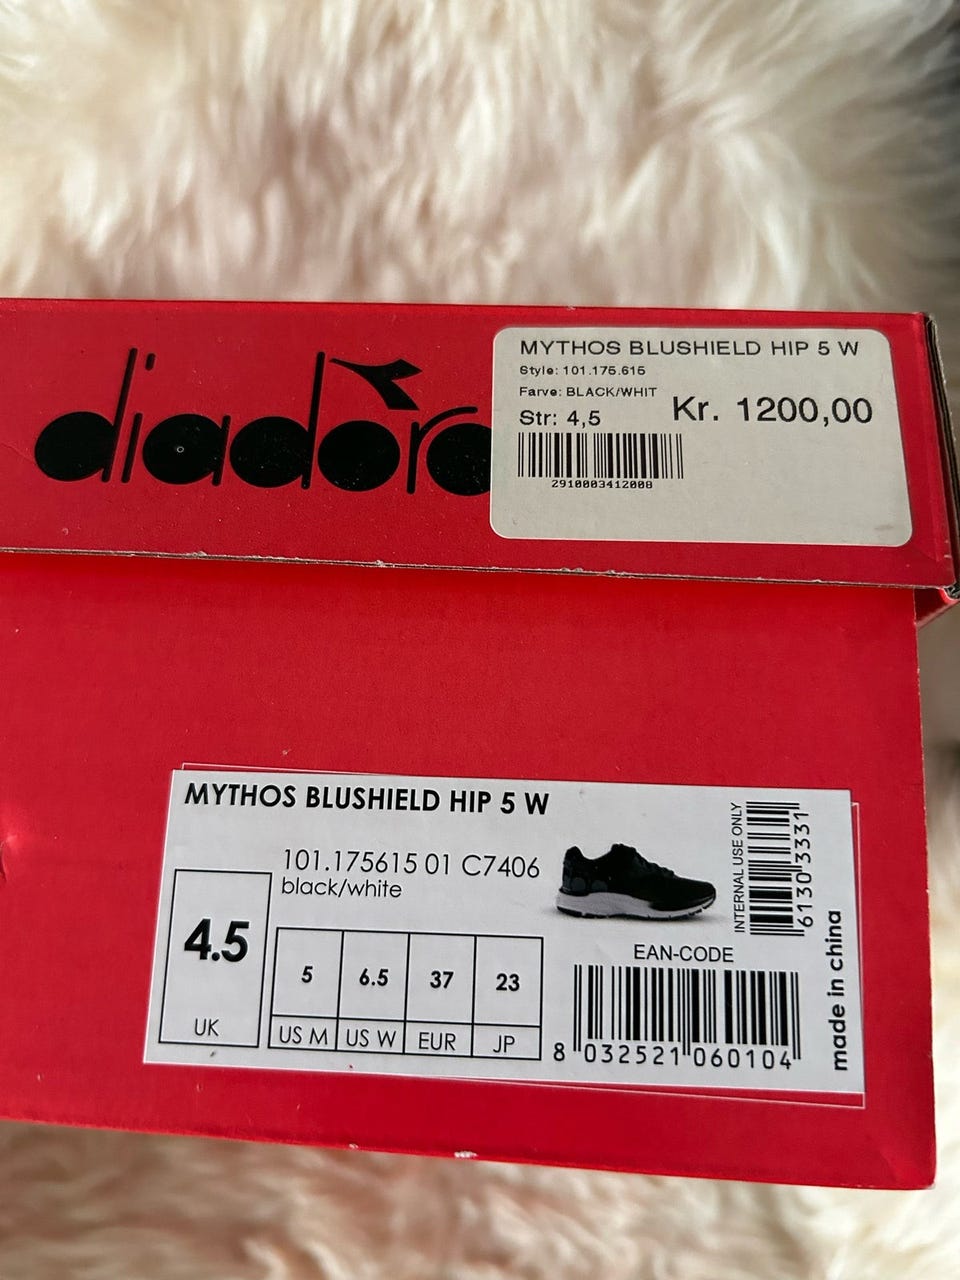 diadora
MYTHOS BLUSHIELD HIP 5 W
Style: 101.175.615
Farve: BLACK/WHIT
Str: 4,5
Kr. 1200,00
2910003412008
MYTHOS BLUSHIELD HIP 5 W
101.175615 01 C7406
black/white
4.5
UK
5 6.5 37 23
US M US W EUR JP
INTERNAL USE ONLY
6130 3331
EAN-CODE
8 032521 060104
made in china